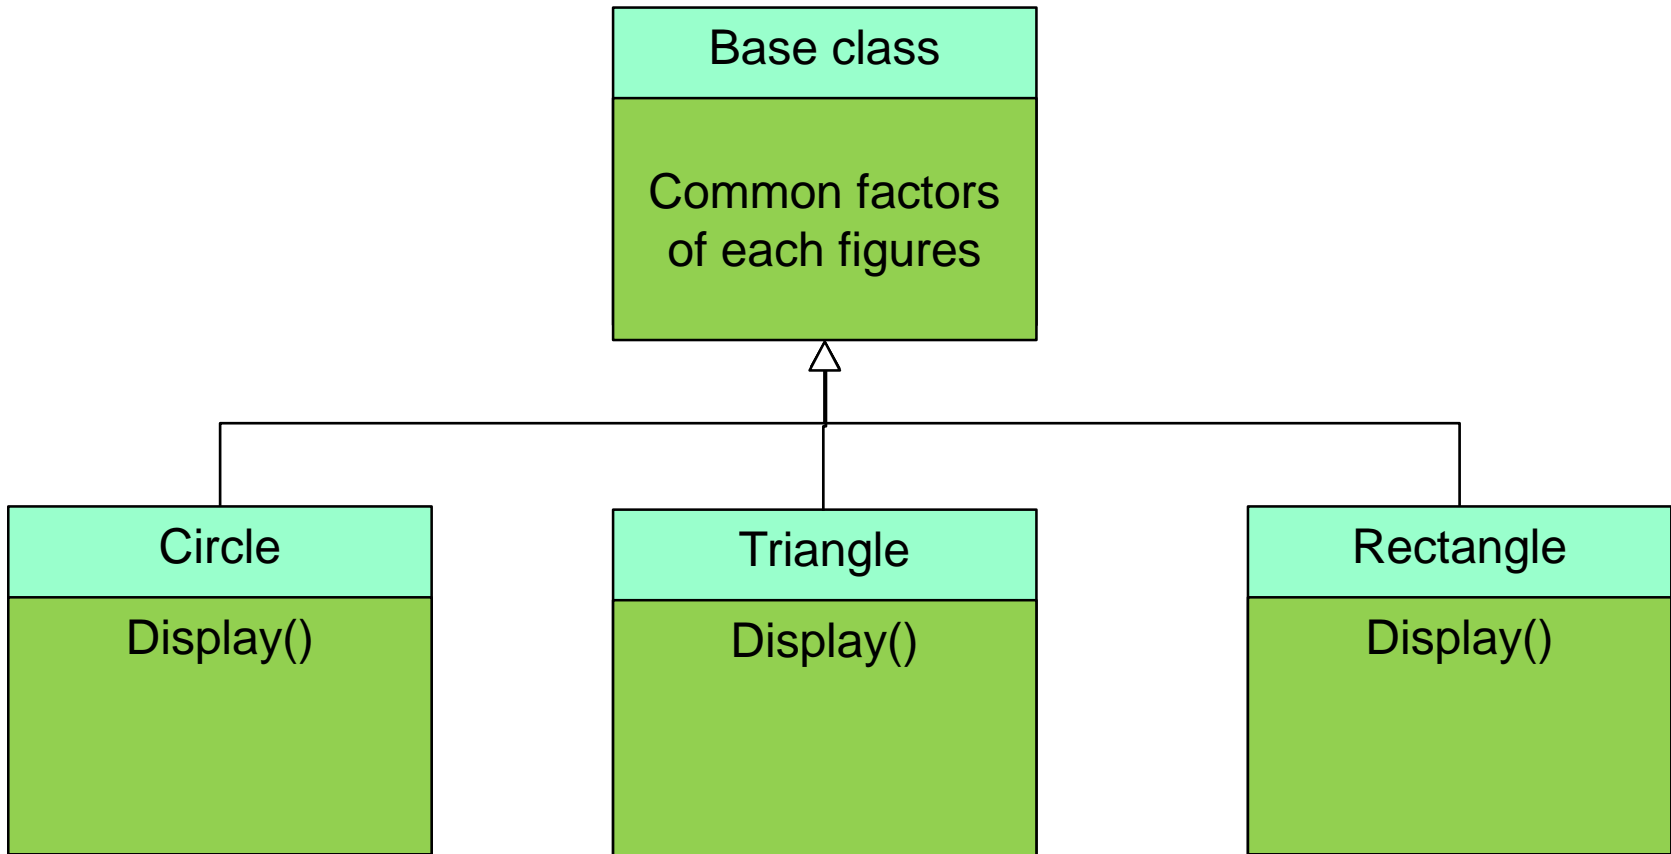 Base class
Common factors
of each figures
Circle
Display()
Triangle
Display()
Rectangle
Display()